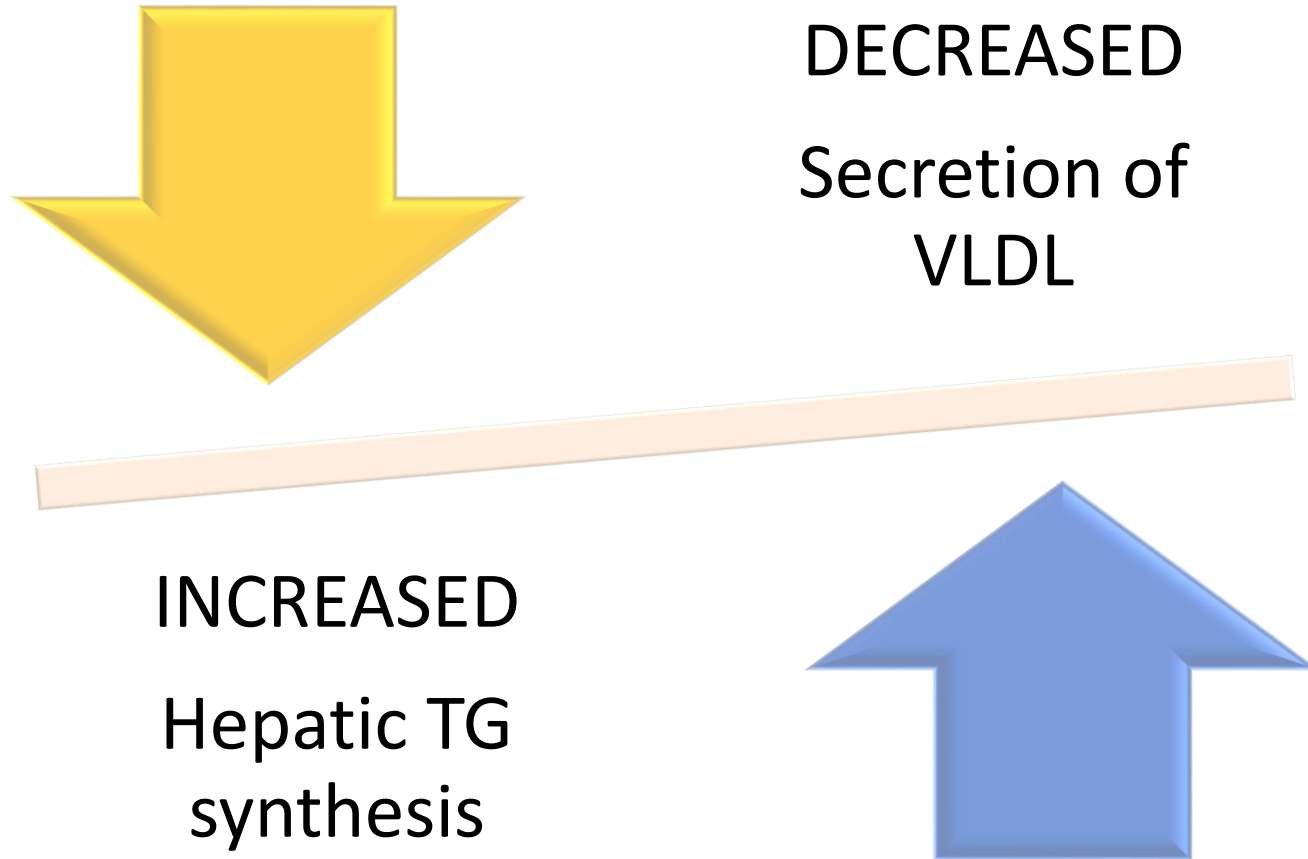 DECREASED
Secretion of
VLDL
INCREASED
Hepatic TG
synthesis